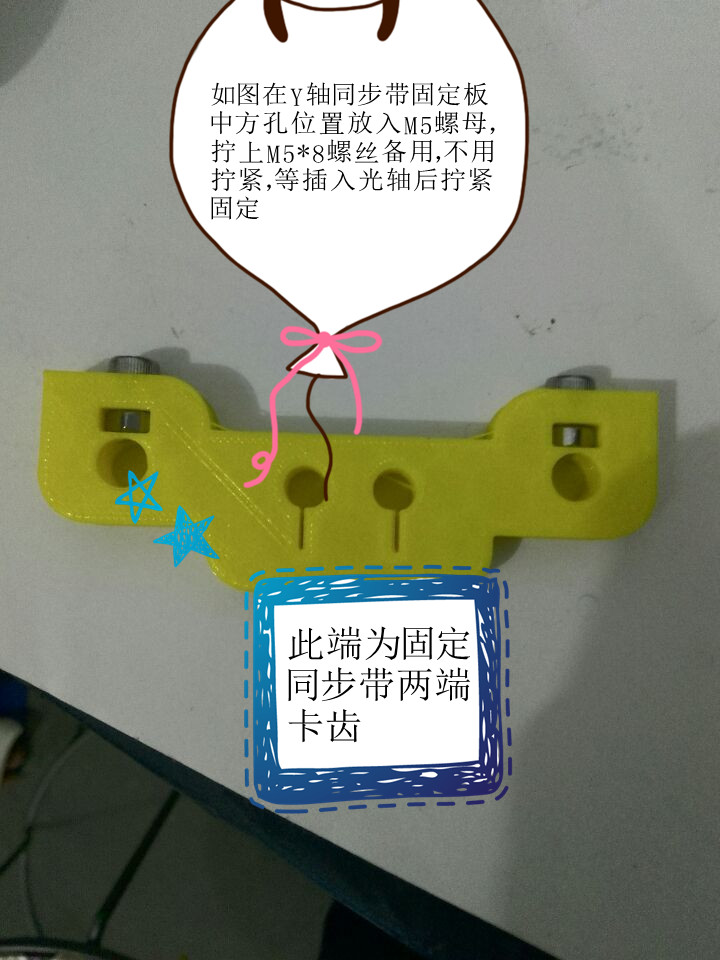 如图在Y轴同步带固定板
中方孔位置放入M5螺母,
拧上M5*8螺丝备用,不用
拧紧,等插入光轴后拧紧
固定
此端为固定
同步带两端
卡齿